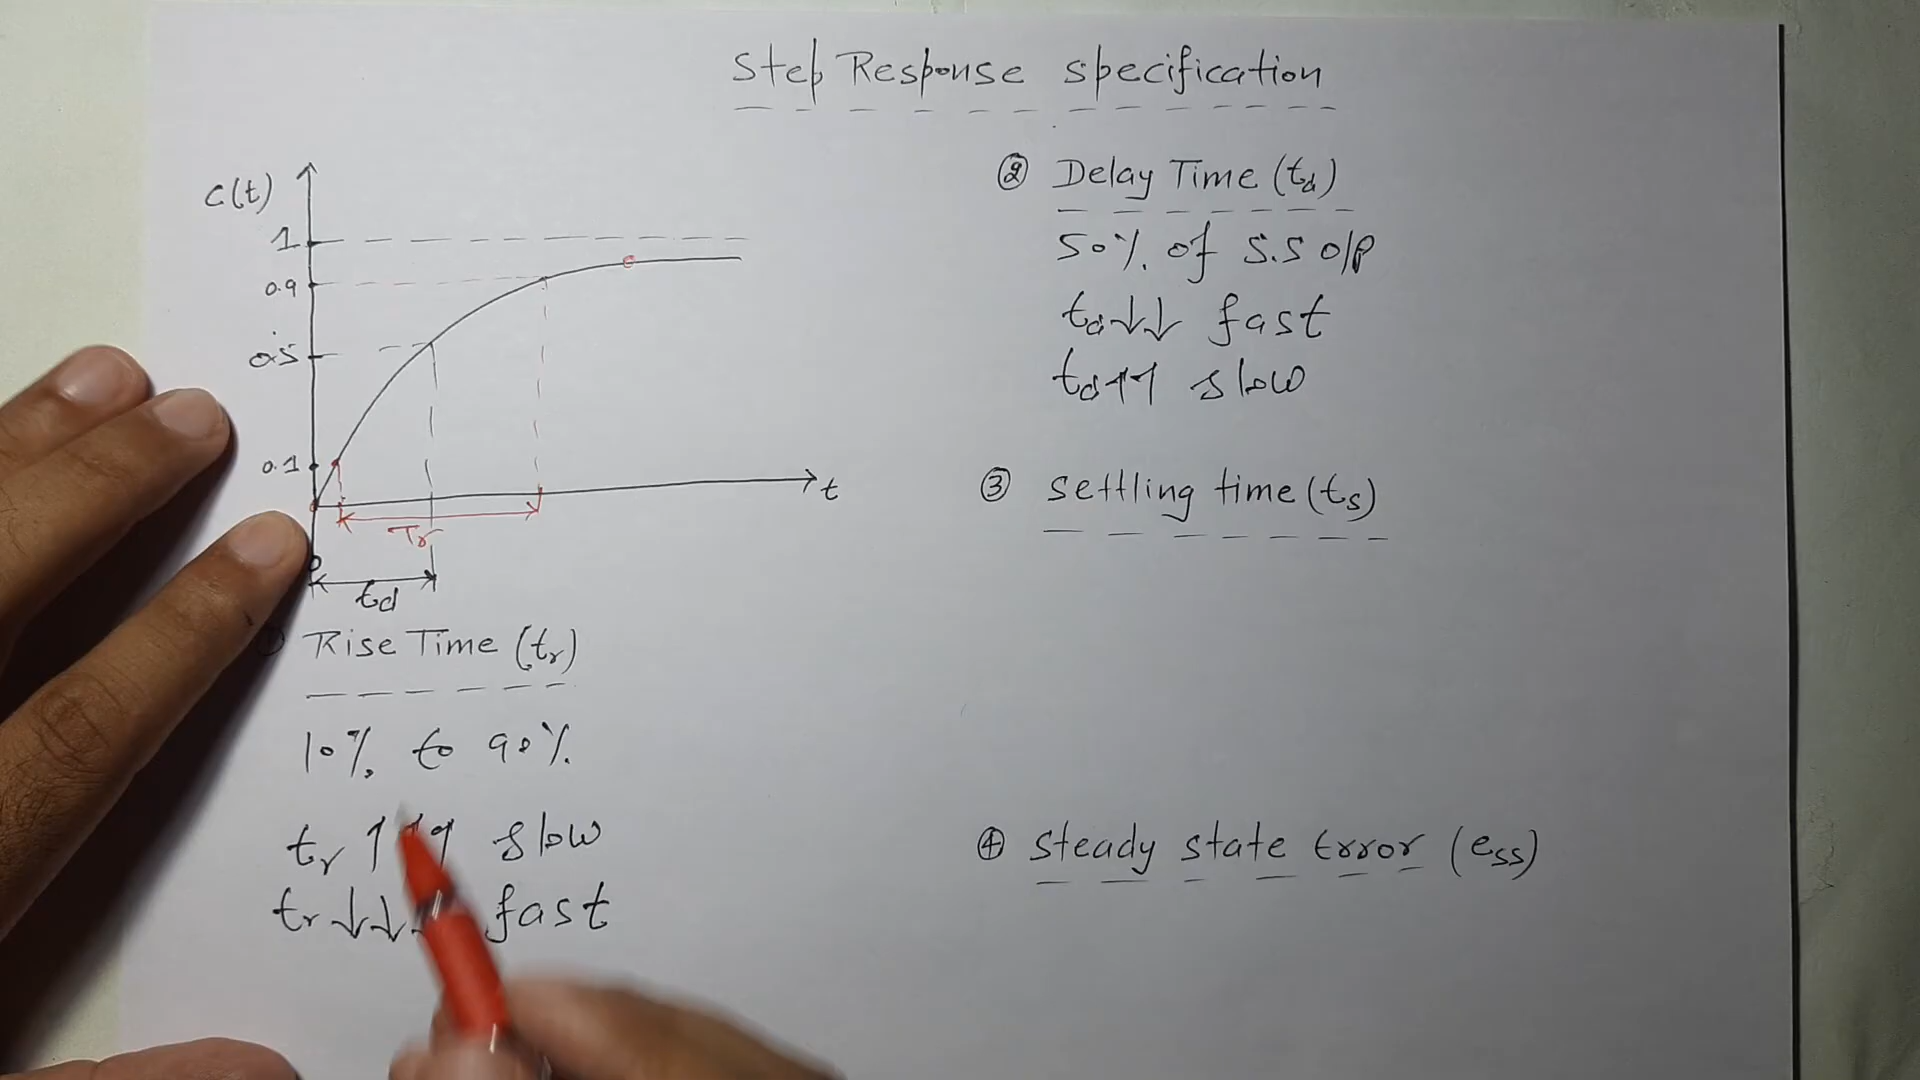 Step Response specification
c(t)
1
0.9
0.5
0.1
t
Tr
td
① Rise Time (tr)
10% to 90%
tr ↑↑↑ slow
tr ↓↓↓ fast
② Delay Time (td)
50% of S.S o/p
td↓↓ fast
td↑↑ slow
③ settling time (ts)
④ steady state Error (ess)